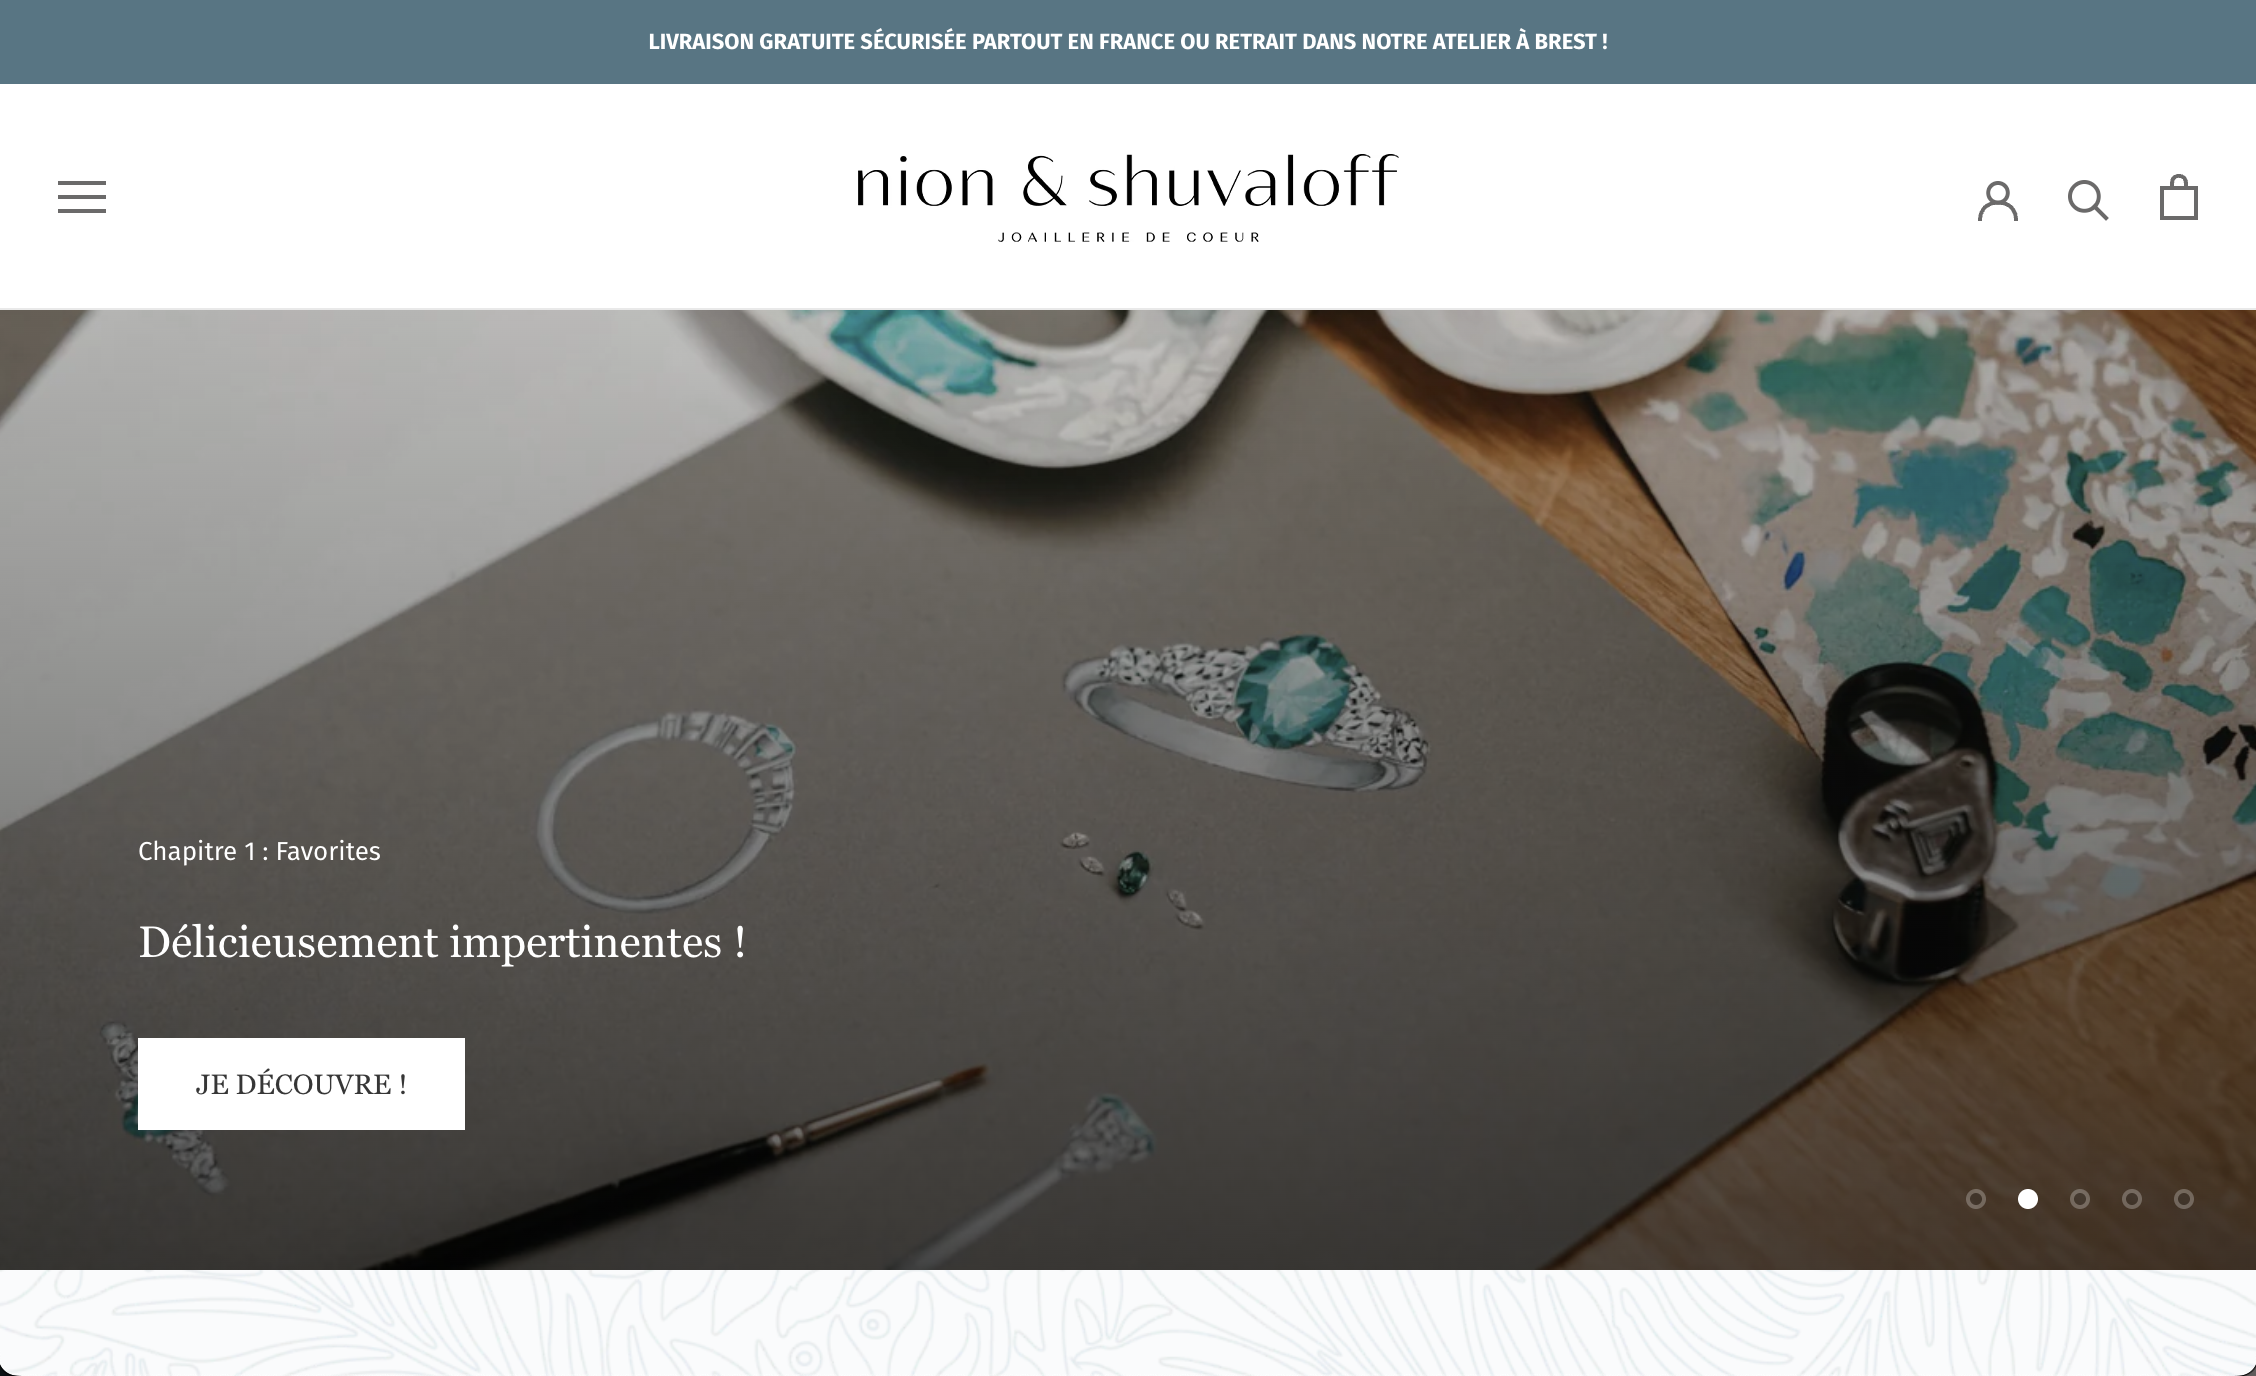 LIVRAISON GRATUITE SÉCURISÉE PARTOUT EN FRANCE OU RETRAIT DANS NOTRE ATELIER À BREST !
nion & shuvaloff
JOAILLERIE DE COEUR
Chapitre 1 : Favorites
Délicieusement impertinentes !
JE DÉCOUVRE !